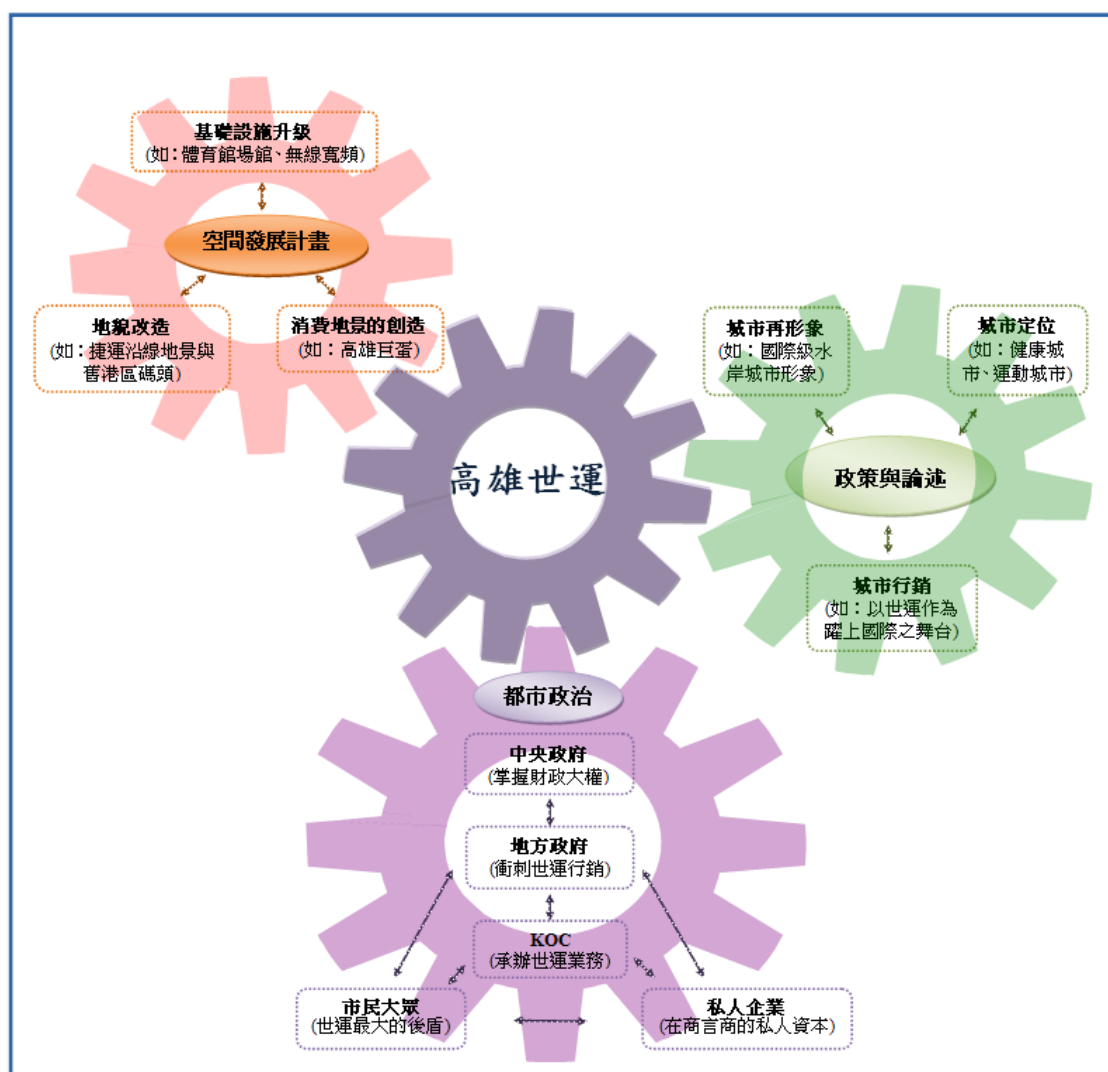 基礎設施升級
(如：體育館場館、無線寬頻)
空間發展計畫
地貌改造
(如：捷運沿線地景與
舊港區碼頭)
消費地景的創造
(如：高雄巨蛋)
高雄世運
城市再形象
(如：國際級水
岸城市形象)
城市定位
(如：健康城
市、運動城市)
政策與論述
城市行銷
(如：以世運作為
躍上國際之舞台)
都市政治
中央政府
(掌握財政大權)
地方政府
(衝刺世運行銷)
KOC
(承辦世運業務)
市民大眾
(世運最大的後盾)
私人企業
(在商言商的私人資本)